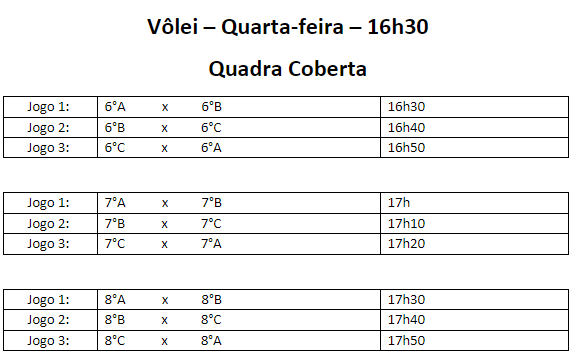 Vôlei – Quarta-feira – 16h30
Quadra Coberta
Jogo 1: 6°A x 6°B 16h30
Jogo 2: 6°B x 6°C 16h40
Jogo 3: 6°C x 6°A 16h50
Jogo 1: 7°A x 7°B 17h
Jogo 2: 7°B x 7°C 17h10
Jogo 3: 7°C x 7°A 17h20
Jogo 1: 8°A x 8°B 17h30
Jogo 2: 8°B x 8°C 17h40
Jogo 3: 8°C x 8°A 17h50